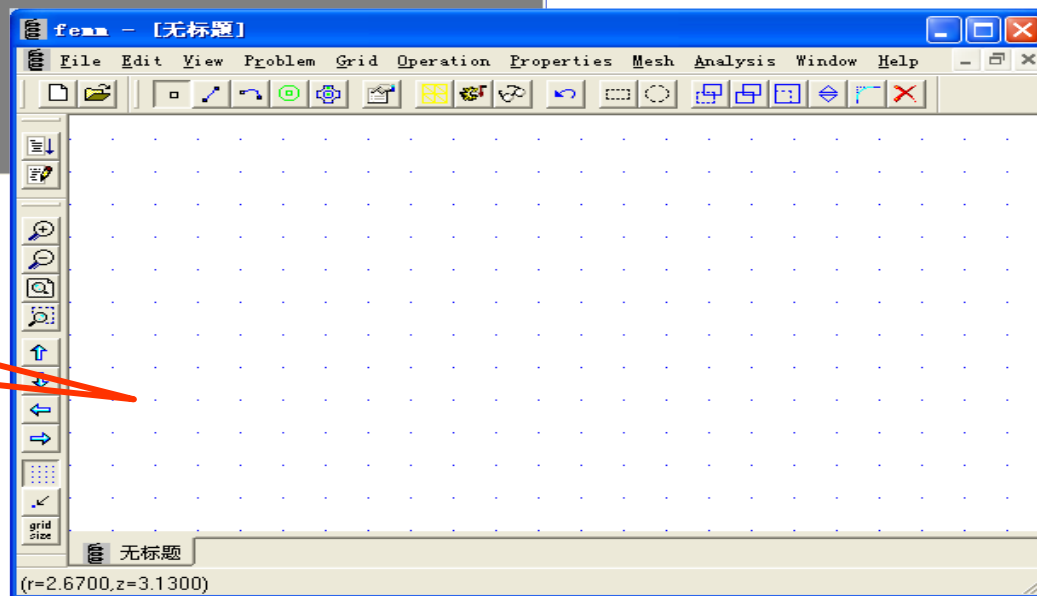 femm - [无标题]
File Edit View Problem Grid Operation Properties Mesh Analysis Window Help
grid
size
无标题
(r=2.6700,z=3.1300)